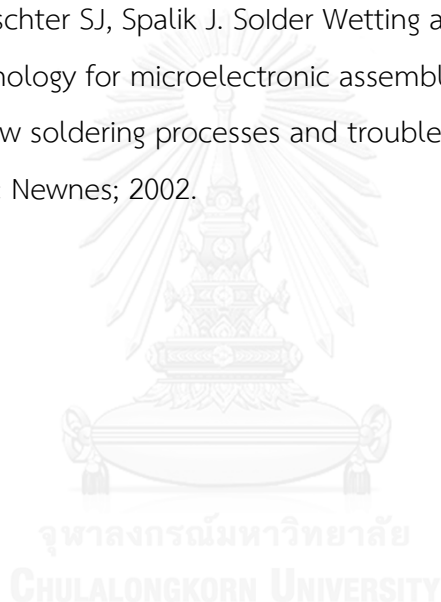 schter SJ, Spalik J. Solder Wetting a
nology for microelectronic assembl
w soldering processes and trouble
: Newnes; 2002.
จุฬาลงกรณ์มหาวิทยาลัย
CHULALONGKORN UNIVERSITY